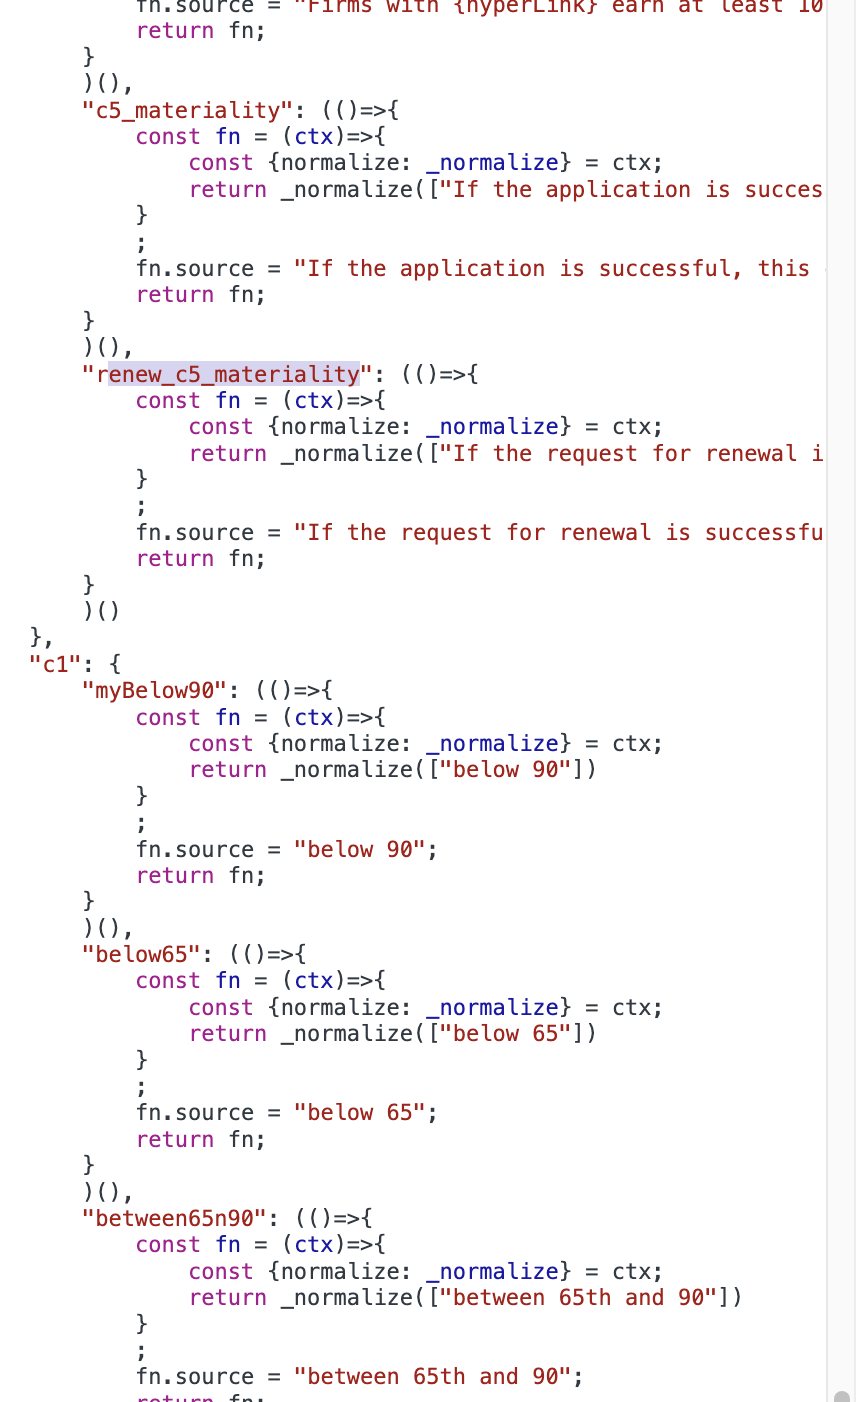 fn.source = "Firms with {hyperLink} earn at least 10
return fn;
}
)(),
"c5_materiality": (()=>{
const fn = (ctx)=>{
const {normalize: _normalize} = ctx;
return _normalize(["If the application is succes
}
;
fn.source = "If the application is successful, this
return fn;
}
)(),
"renew_c5_materiality": (()=>{
const fn = (ctx)=>{
const {normalize: _normalize} = ctx;
return _normalize(["If the request for renewal i
}
;
fn.source = "If the request for renewal is successfu
return fn;
}
)()
},
"c1": {
"myBelow90": (()=>{
const fn = (ctx)=>{
const {normalize: _normalize} = ctx;
return _normalize(["below 90"])
}
;
fn.source = "below 90";
return fn;
}
)(),
"below65": (()=>{
const fn = (ctx)=>{
const {normalize: _normalize} = ctx;
return _normalize(["below 65"])
}
;
fn.source = "below 65";
return fn;
}
)(),
"between65n90": (()=>{
const fn = (ctx)=>{
const {normalize: _normalize} = ctx;
return _normalize(["between 65th and 90"])
}
;
fn.source = "between 65th and 90";
return fn;